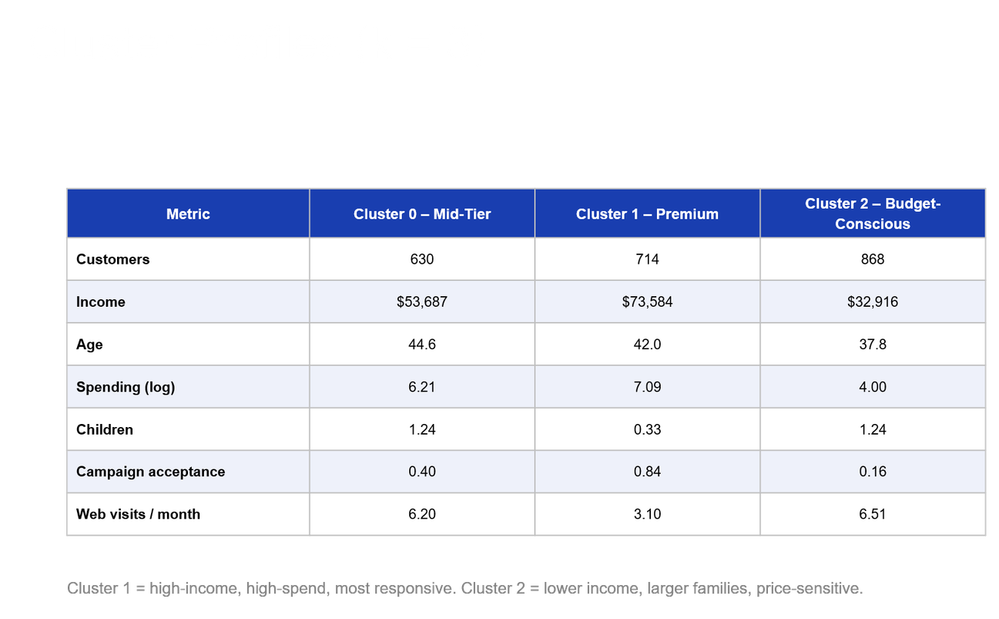 Metric Cluster 0 – Mid-Tier Cluster 1 – Premium Cluster 2 – Budget-
Conscious
Customers 630 714 868
Income $53,687 $73,584 $32,916
Age 44.6 42.0 37.8
Spending (log) 6.21 7.09 4.00
Children 1.24 0.33 1.24
Campaign acceptance 0.40 0.84 0.16
Web visits / month 6.20 3.10 6.51
Cluster 1 = high-income, high-spend, most responsive. Cluster 2 = lower income, larger families, price-sensitive.